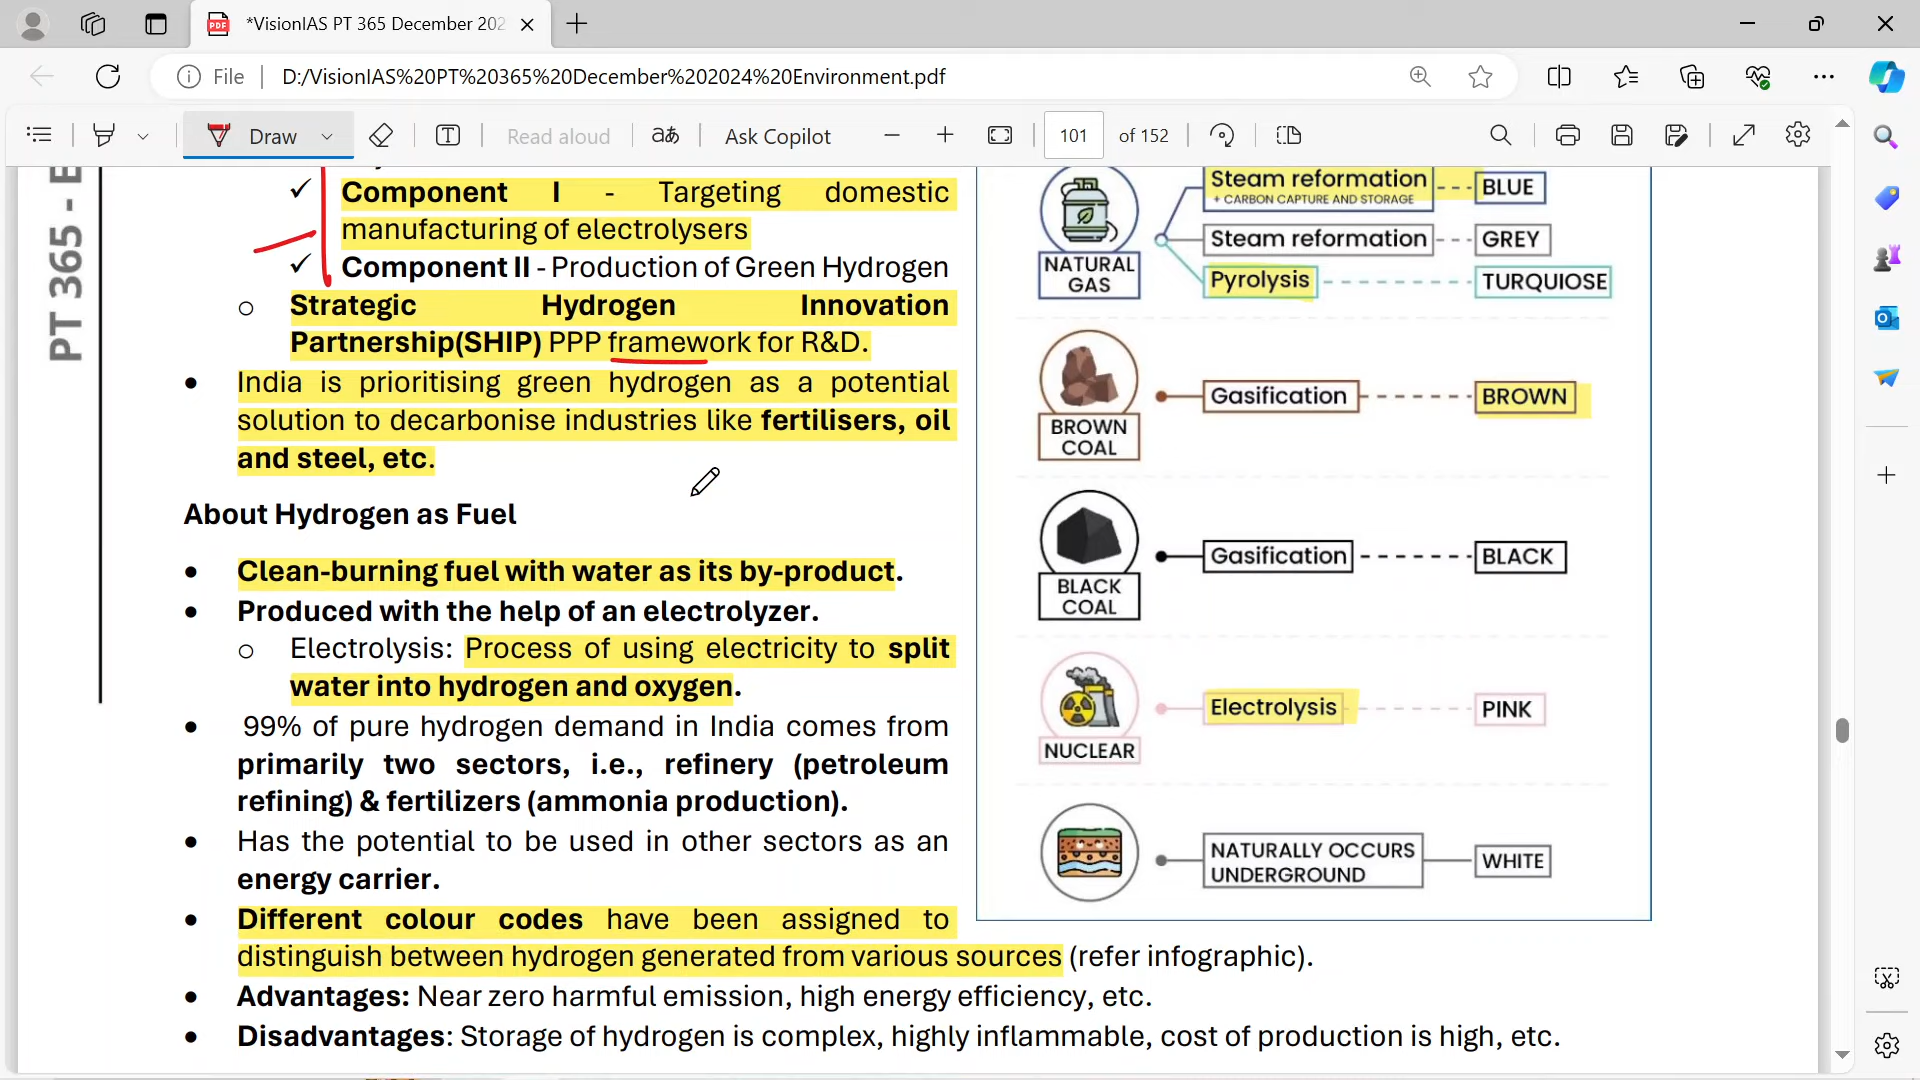 *VisionIAS PT 365 December 202
File
D:/VisionIAS%20PT%20365%20December%202024%20Environment.pdf
Draw
Read aloud
Ask Copilot
101
of 152
PT 365 - E
Component I - Targeting domestic
manufacturing of electrolysers
Component II - Production of Green Hydrogen
Strategic Hydrogen Innovation
Partnership(SHIP) PPP framework for R&D.
India is prioritising green hydrogen as a potential
solution to decarbonise industries like fertilisers, oil
and steel, etc.
About Hydrogen as Fuel
Clean-burning fuel with water as its by-product.
Produced with the help of an electrolyzer.
Electrolysis: Process of using electricity to split
water into hydrogen and oxygen.
99% of pure hydrogen demand in India comes from
primarily two sectors, i.e., refinery (petroleum
refining) & fertilizers (ammonia production).
Has the potential to be used in other sectors as an
energy carrier.
Different colour codes have been assigned to
distinguish between hydrogen generated from various sources (refer infographic).
Advantages: Near zero harmful emission, high energy efficiency, etc.
Disadvantages: Storage of hydrogen is complex, highly inflammable, cost of production is high, etc.
NATURAL
GAS
Steam reformation
+ CARBON CAPTURE AND STORAGE
BLUE
Steam reformation
GREY
Pyrolysis
TURQUIOSE
BROWN
COAL
Gasification
BROWN
BLACK
COAL
Gasification
BLACK
NUCLEAR
Electrolysis
PINK
NATURALLY OCCURS
UNDERGROUND
WHITE